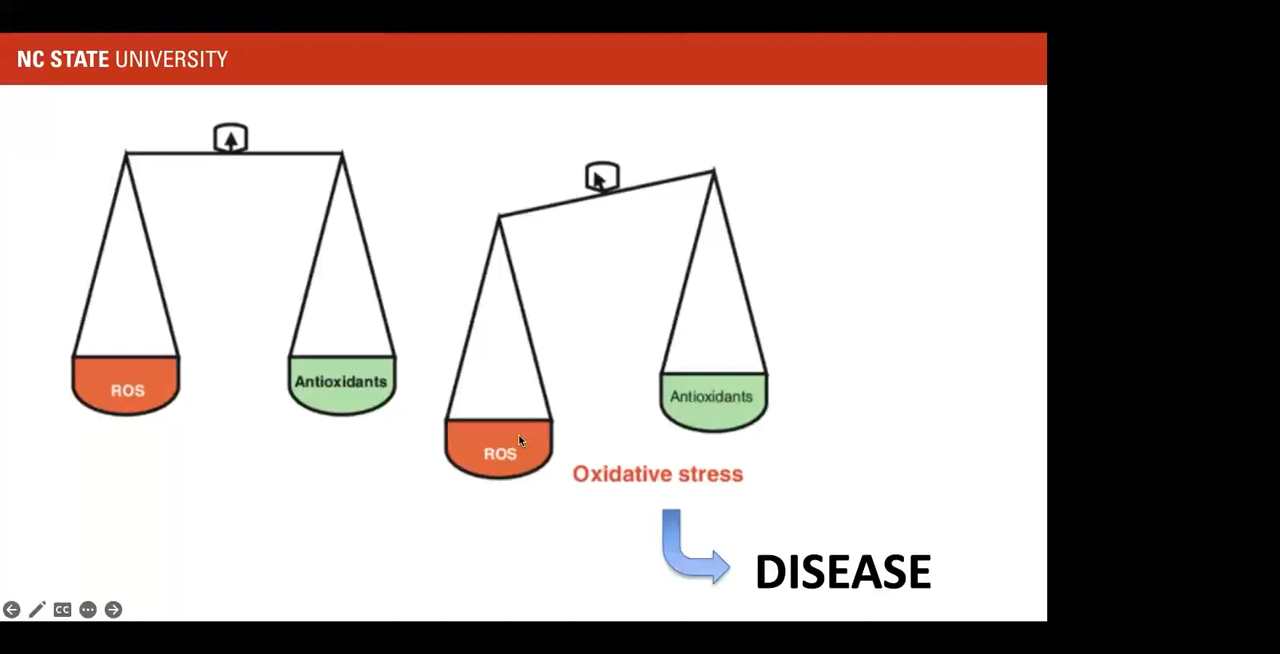 NC STATE UNIVERSITY
ROS
Antioxidants
ROS
Antioxidants
Oxidative stress
DISEASE
CC